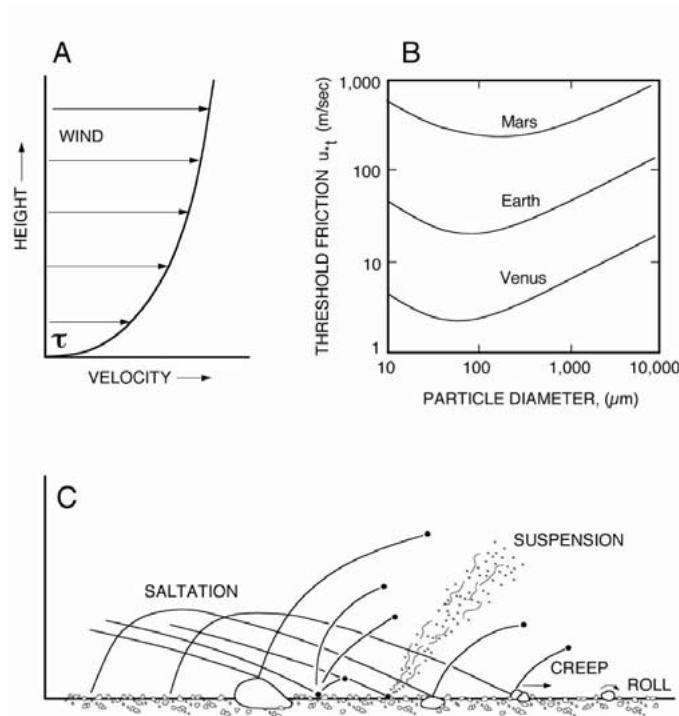 A
WIND
HEIGHT
τ
VELOCITY
B
THRESHOLD FRICTION u*t (m/sec)
1,000
100
10
1
Mars
Earth
Venus
10 100 1,000 10,000
PARTICLE DIAMETER, (µm)
C
SALTATION
SUSPENSION
CREEP
ROLL